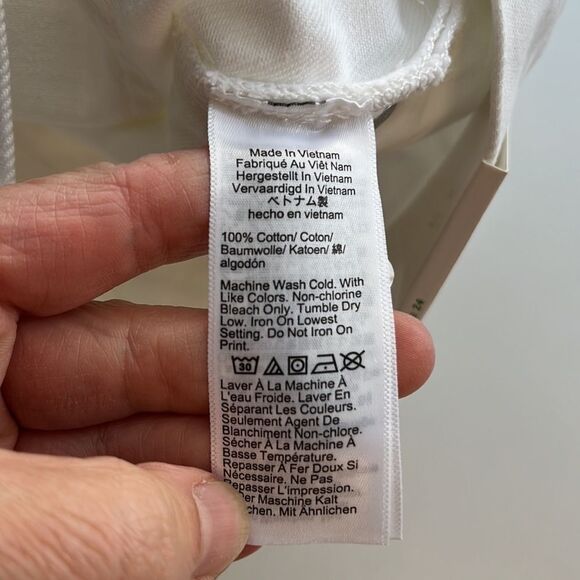 Made In Vietnam
Fabriqué Au Viêt Nam
Hergestellt In Vietnam
Vervaardigd In Vietnam
ベトナム製
hecho en vietnam
100% Cotton/ Coton/
Baumwolle/ Katoen/ 綿/
algodón
Machine Wash Cold. With
Like Colors. Non-chlorine
Bleach Only. Tumble Dry
Low. Iron On Lowest
Setting. Do Not Iron On
Print.
30
Laver À La Machine À
L'eau Froide. Laver En
Séparant Les Couleurs.
Seulement Agent De
Blanchiment Non-chlore.
Sécher À La Machine À
Basse Température.
Repasser À Fer Doux Si
Nécessaire. Ne Pas
Repasser L'impression.
Der Maschine Kalt
chen. Mit Ähnlichen
24